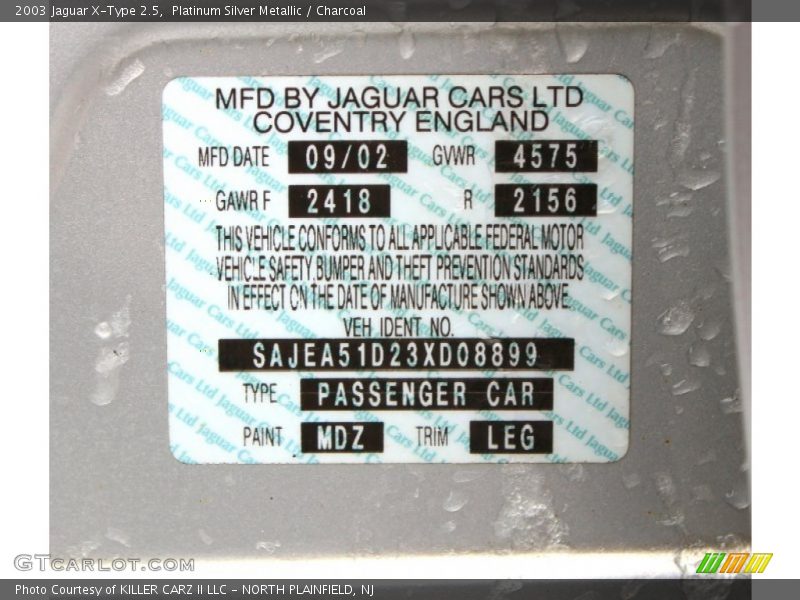 2003 Jaguar X-Type 2.5, Platinum Silver Metallic / Charcoal
MFD BY JAGUAR CARS LTD
COVENTRY ENGLAND
MFD DATE 09/02 GVWR 4575
GAWR F 2418 R 2156
THIS VEHICLE CONFORMS TO ALL APPLICABLE FEDERAL MOTOR
VEHICLE SAFETY, BUMPER AND THEFT PREVENTION STANDARDS
IN EFFECT ON THE DATE OF MANUFACTURE SHOWN ABOVE.
VEH IDENT NO.
SAJEA51D23XD08899
TYPE PASSENGER CAR
PAINT MDZ TRIM LEG
GTCARLOT.COM
Photo Courtesy of KILLER CARZ II LLC - NORTH PLAINFIELD, NJ